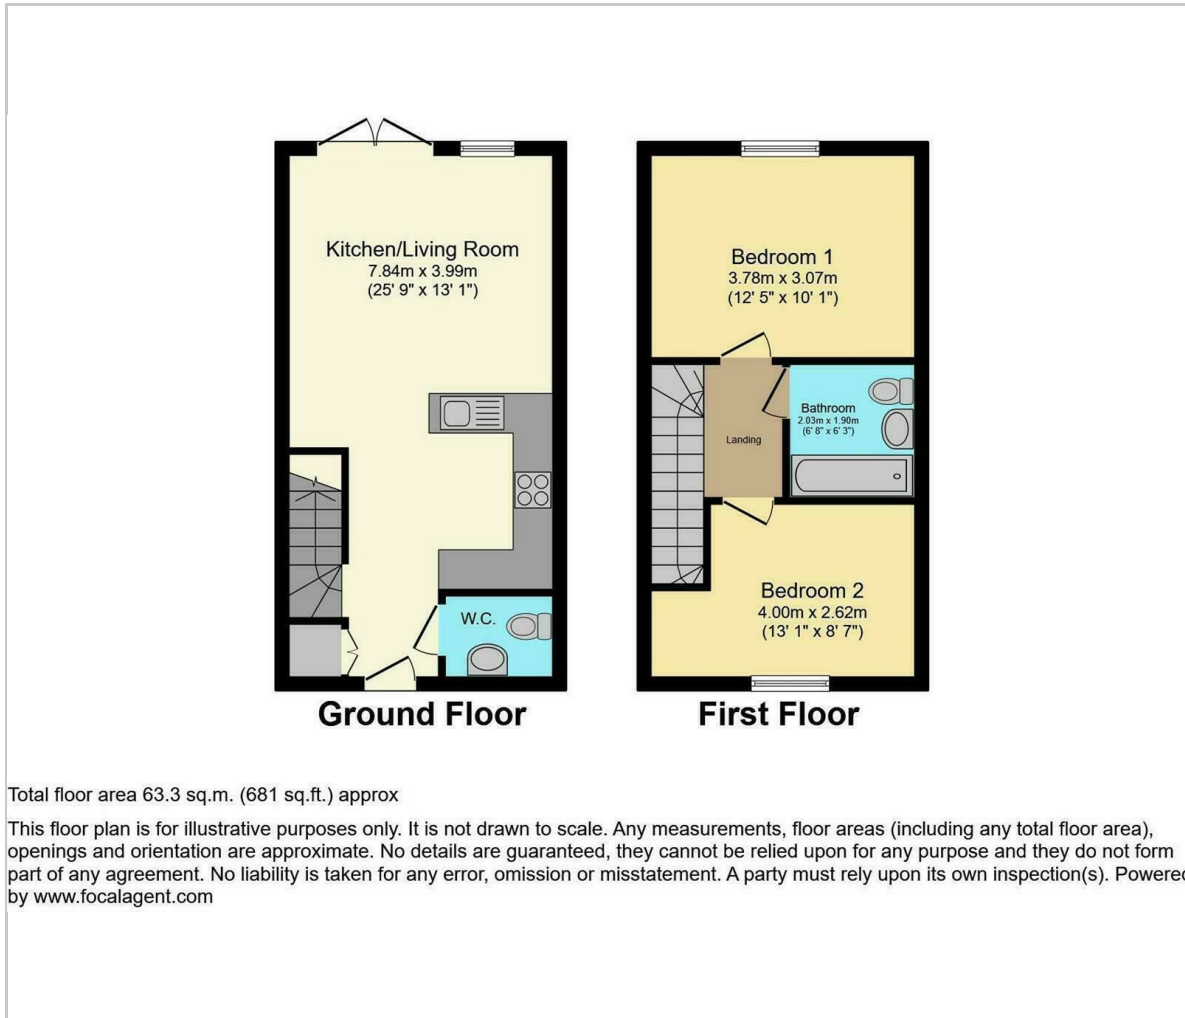 Kitchen/Living Room
7.84m x 3.99m
(25' 9" x 13' 1")
W.C.
Ground Floor
Bedroom 1
3.78m x 3.07m
(12' 5" x 10' 1")
Bathroom
2.03m x 1.90m
(6' 8" x 6' 3")
Landing
Bedroom 2
4.00m x 2.62m
(13' 1" x 8' 7")
First Floor
Total floor area 63.3 sq.m. (681 sq.ft.) approx
This floor plan is for illustrative purposes only. It is not drawn to scale. Any measurements, floor areas (including any total floor area),
openings and orientation are approximate. No details are guaranteed, they cannot be relied upon for any purpose and they do not form
part of any agreement. No liability is taken for any error, omission or misstatement. A party must rely upon its own inspection(s). Powered
by www.focalagent.com